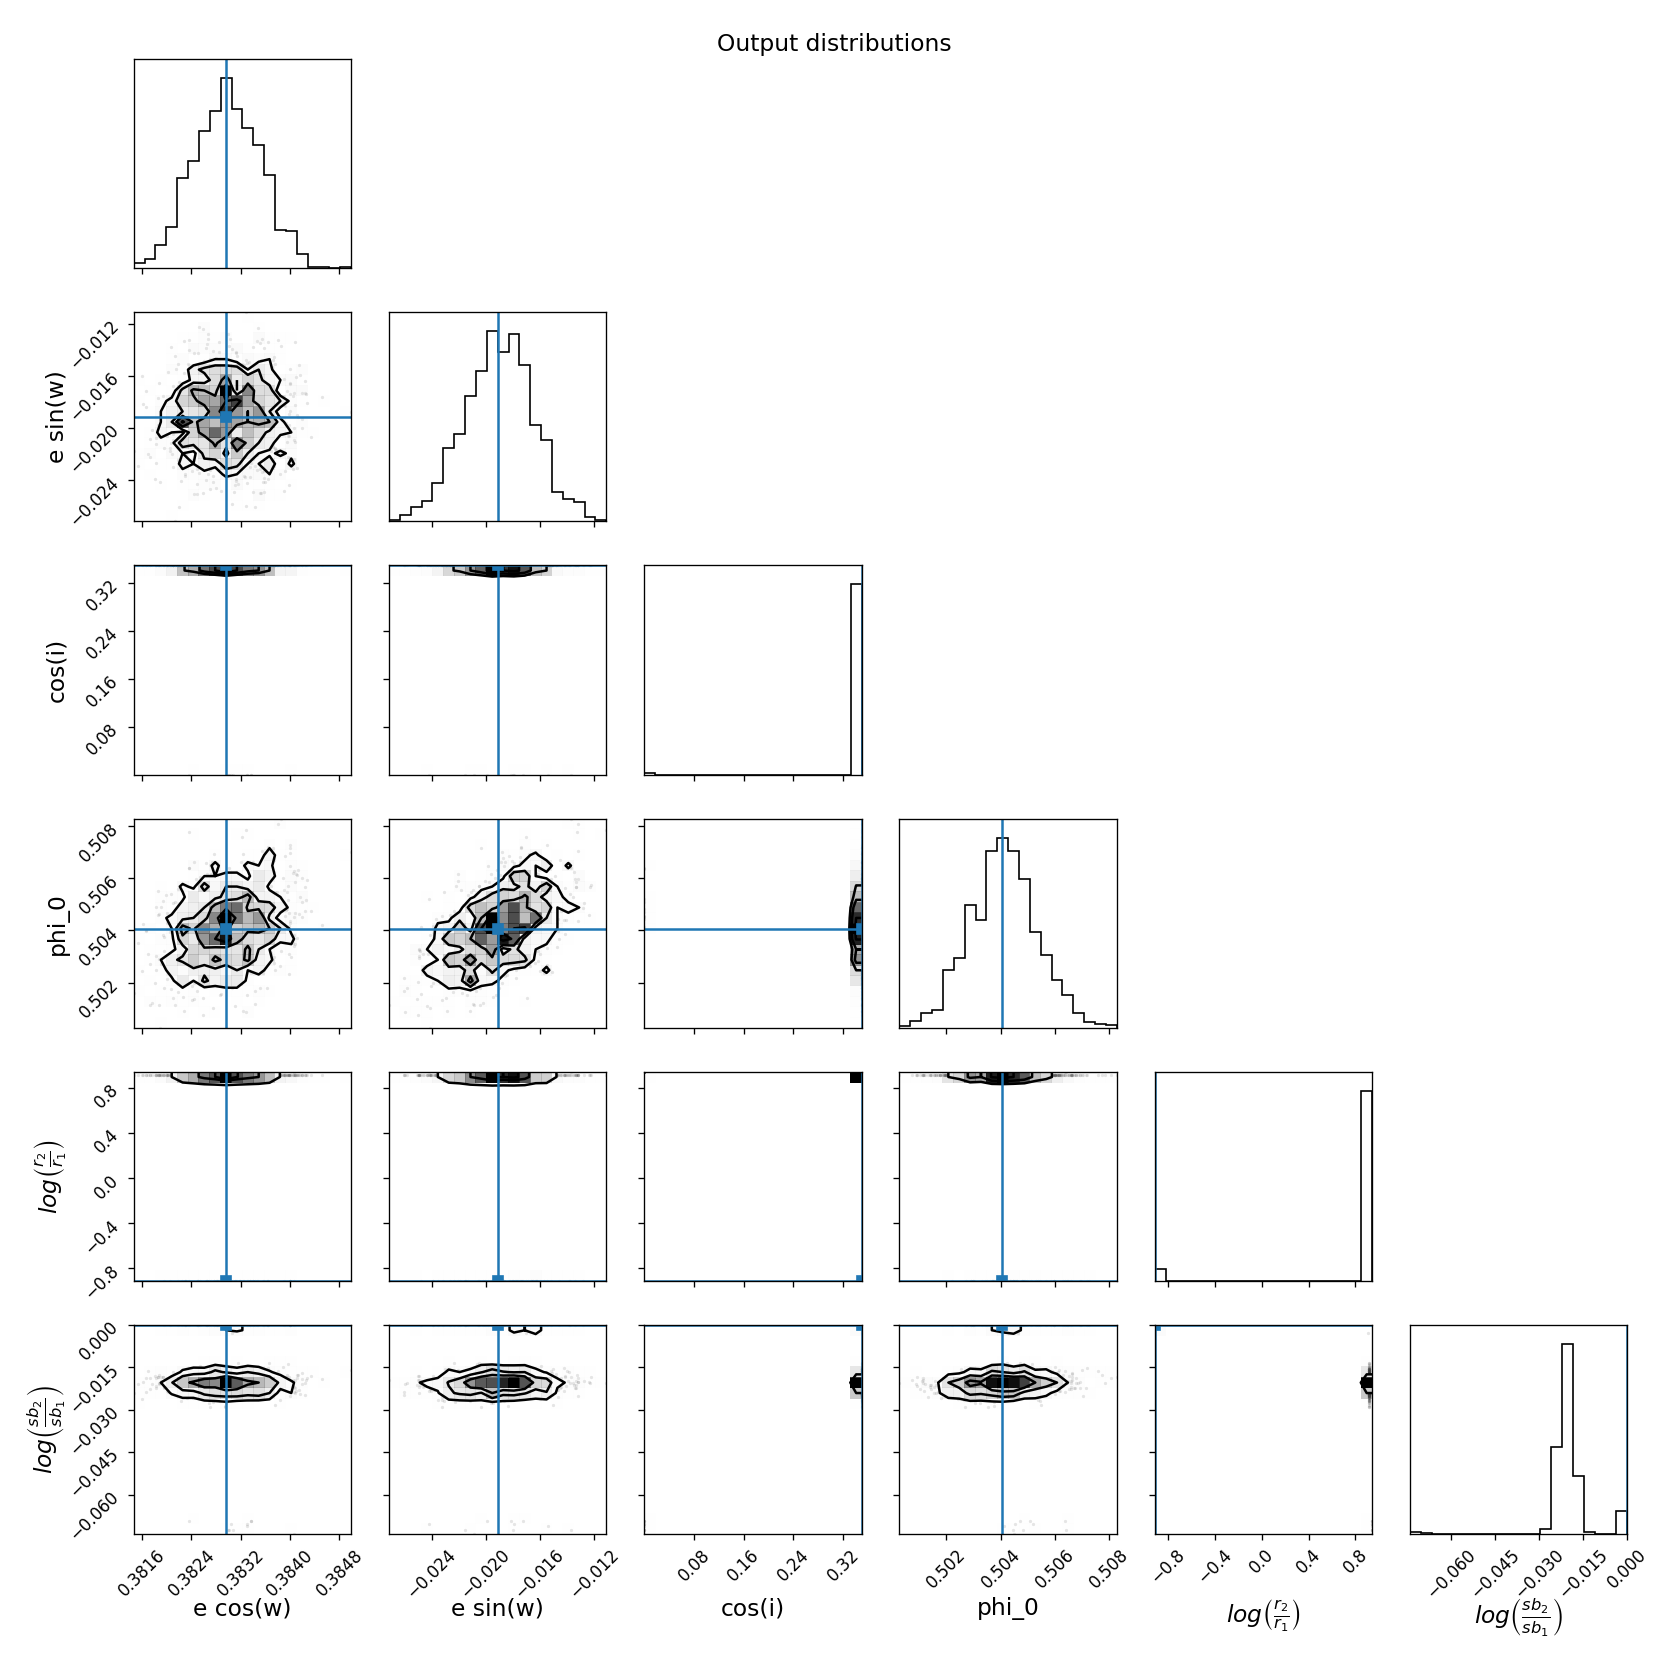 Output distributions
−0.012
−0.016
−0.020
−0.024
e sin(w)
0.32
0.24
0.16
0.08
cos(i)
0.508
0.506
0.504
0.502
phi_0
0.8
0.4
0.0
−0.4
−0.8
log(r2/r1)
0.000
−0.015
−0.030
−0.045
−0.060
log(sb2/sb1)
0.3816 0.3824 0.3832 0.3840 0.3848 −0.024 −0.020 −0.016 −0.012 0.08 0.16 0.24 0.32 0.502 0.504 0.506 0.508 −0.8 −0.4 0.0 0.4 0.8 −0.060 −0.045 −0.030 −0.015 0.000
e cos(w) e sin(w) cos(i) phi_0 log(r2/r1) log(sb2/sb1)